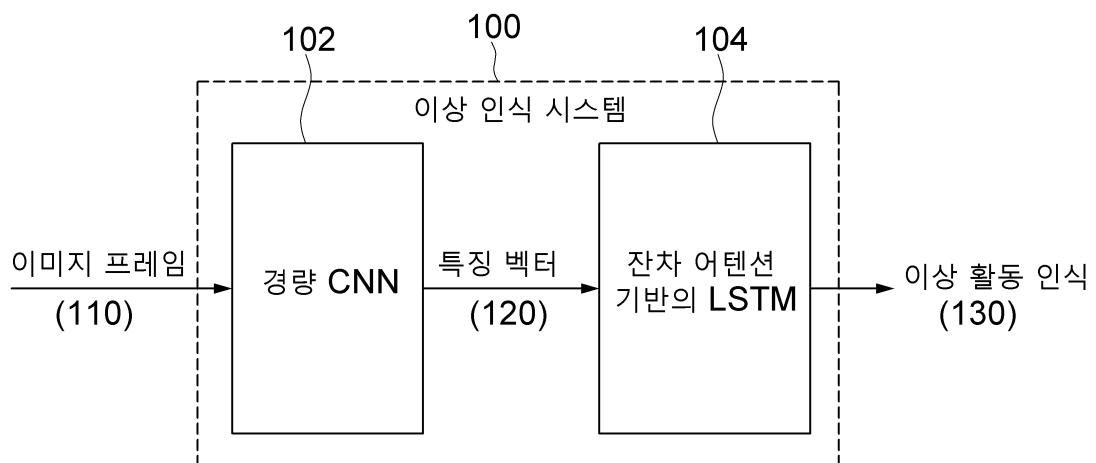 102
100
104
이상 인식 시스템
이미지 프레임
(110)
경량 CNN
특징 벡터
(120)
잔차 어텐션
기반의 LSTM
이상 활동 인식
(130)